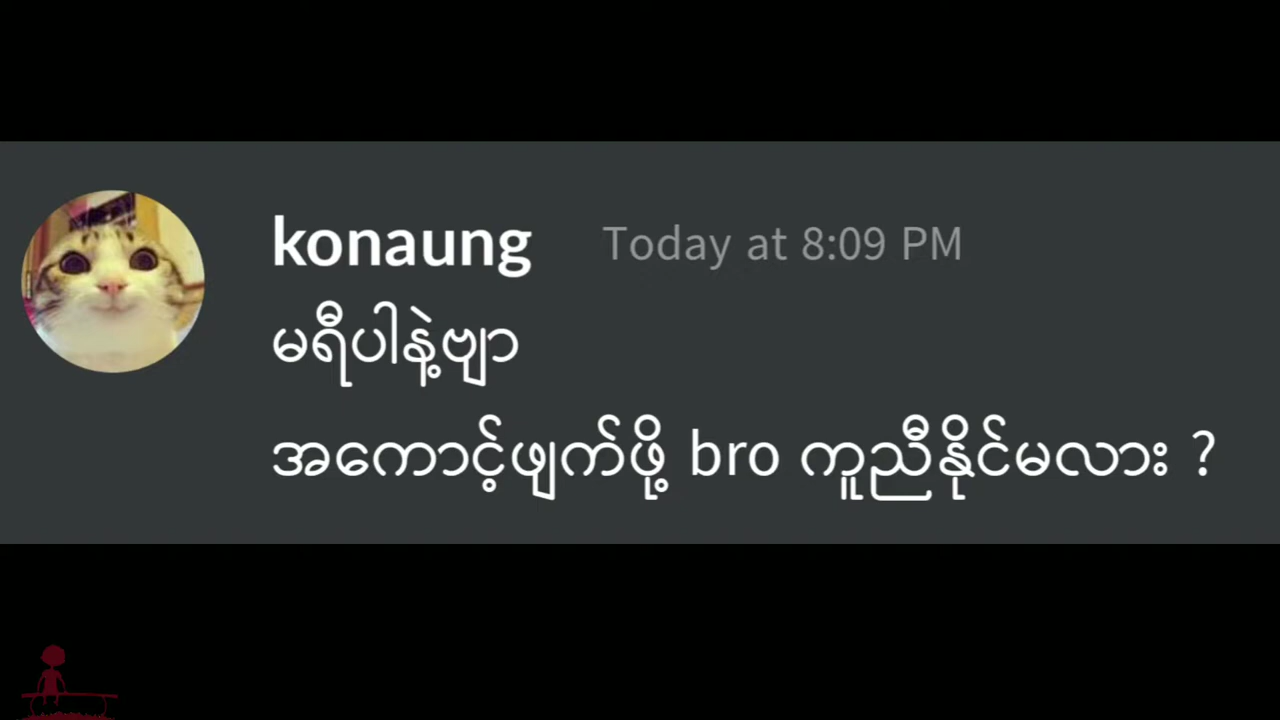 konaung Today at 8:09 PM
မရီပါနဲ့ဗျာ
အကောင့်ဖျက်ဖို့ bro ကူညီနိုင်မလား ?